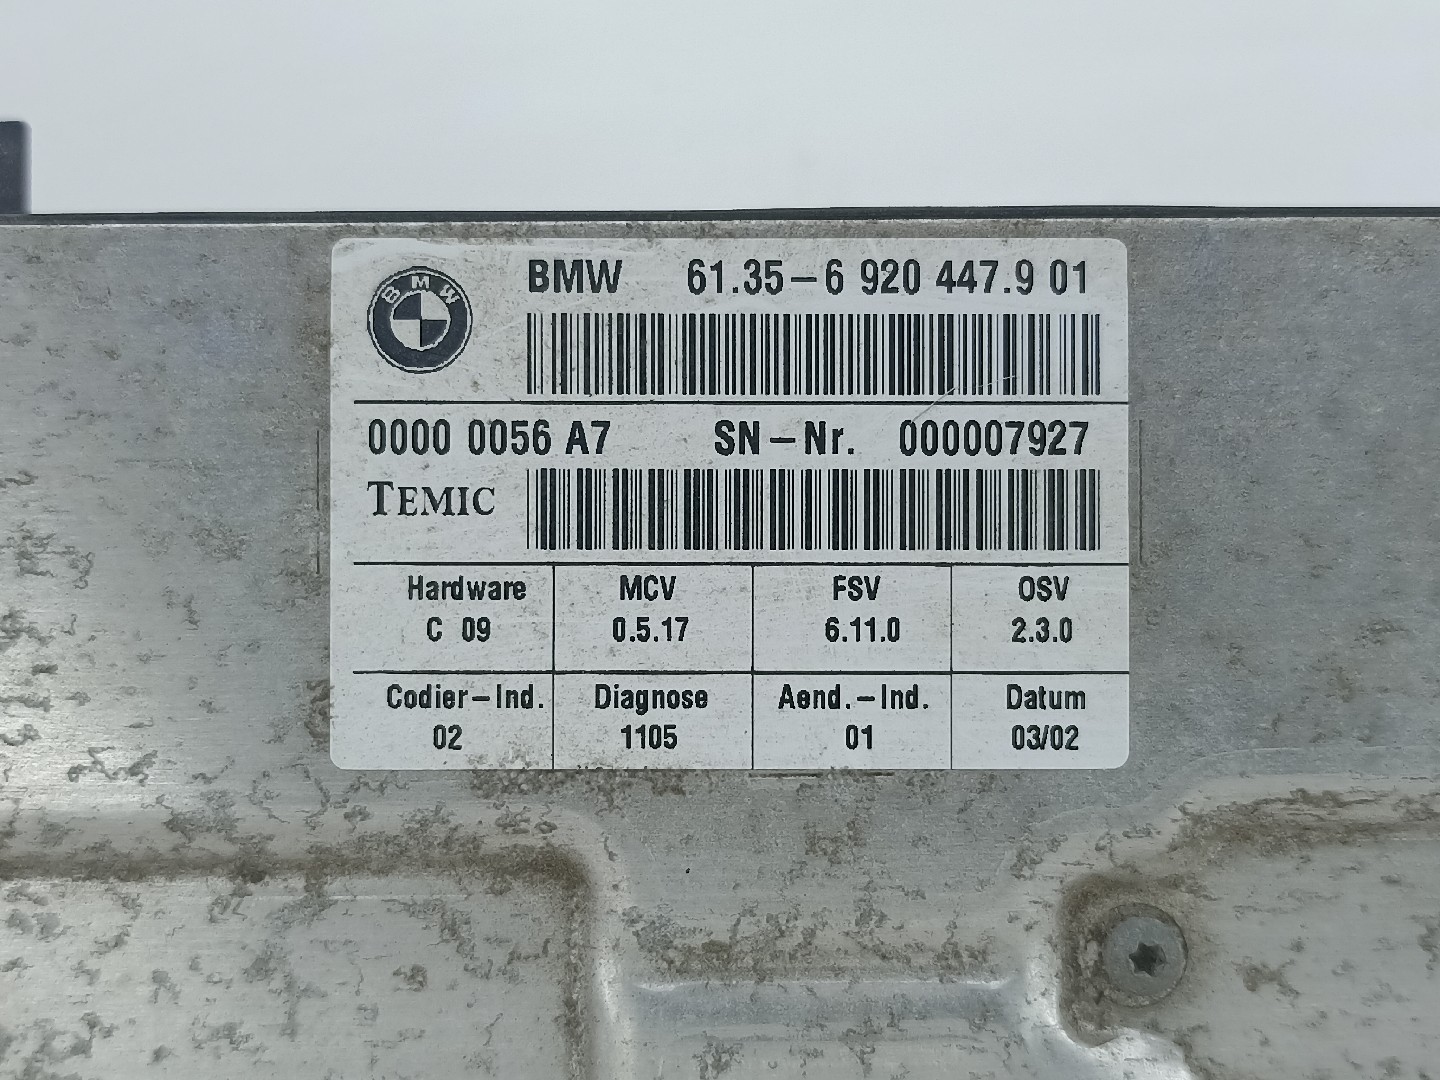 BMW
BMW 61.35-6 920 447.9 01
0000 0056 A7 SN-Nr. 000007927
TEMIC
Hardware MCV FSV OSV
C 09 0.5.17 6.11.0 2.3.0
Codier-Ind. Diagnose Aend.-Ind. Datum
02 1105 01 03/02